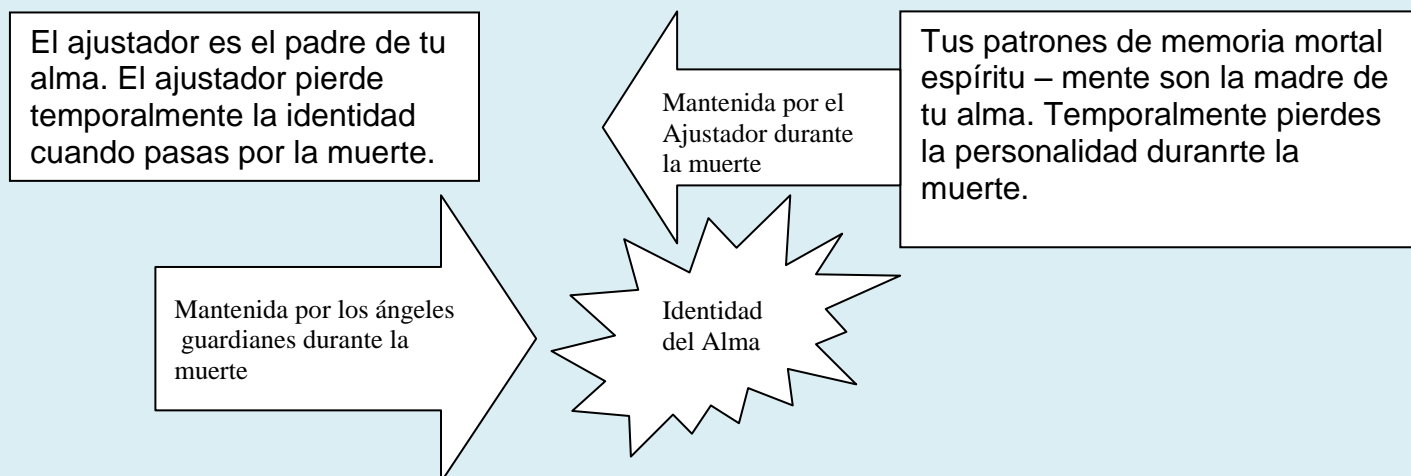 El ajustador es el padre de tu
alma. El ajustador pierde
temporalmente la identidad
cuando pasas por la muerte.
Mantenida por el
Ajustador durante
la muerte
Tus patrones de memoria mortal
espíritu – mente son la madre de
tu alma. Temporalmente pierdes
la personalidad duranrte la
muerte.
Mantenida por los ángeles
guardianes durante la
muerte
Identidad
del Alma